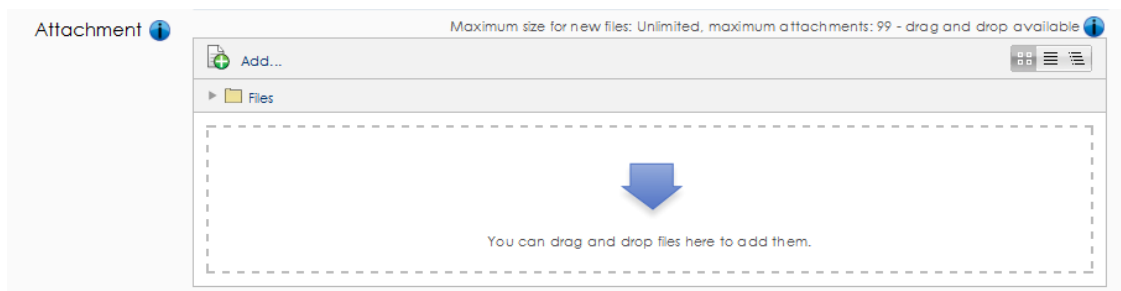 Attachment
Maximum size for new files: Unlimited, maximum attachments: 99 - drag and drop available
Add...
Files
You can drag and drop files here to add them.